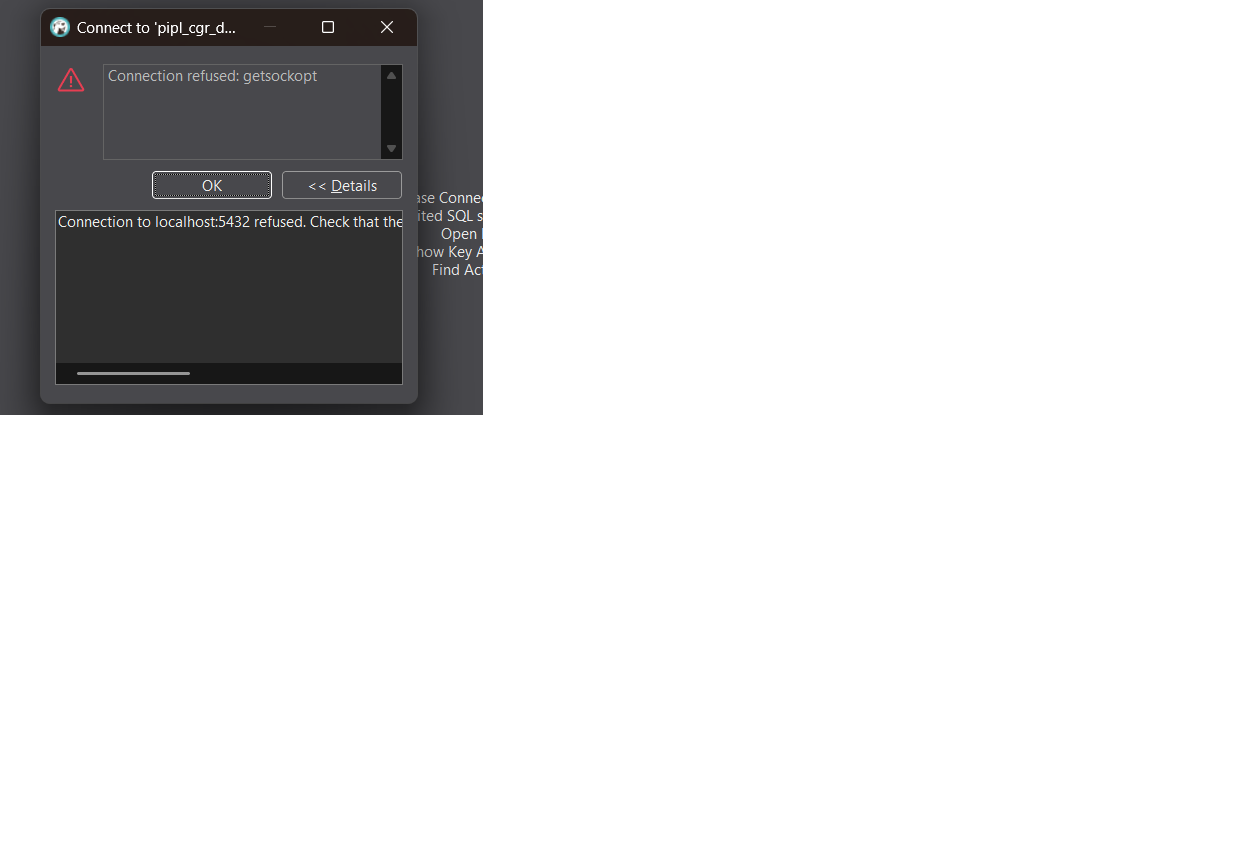 Connect to 'pipl_cgr_d...
Connection refused: getsockopt
OK
<< Details
Connection to localhost:5432 refused. Check that the
ase Connec
ited SQL s
Open
how Key A
Find Act